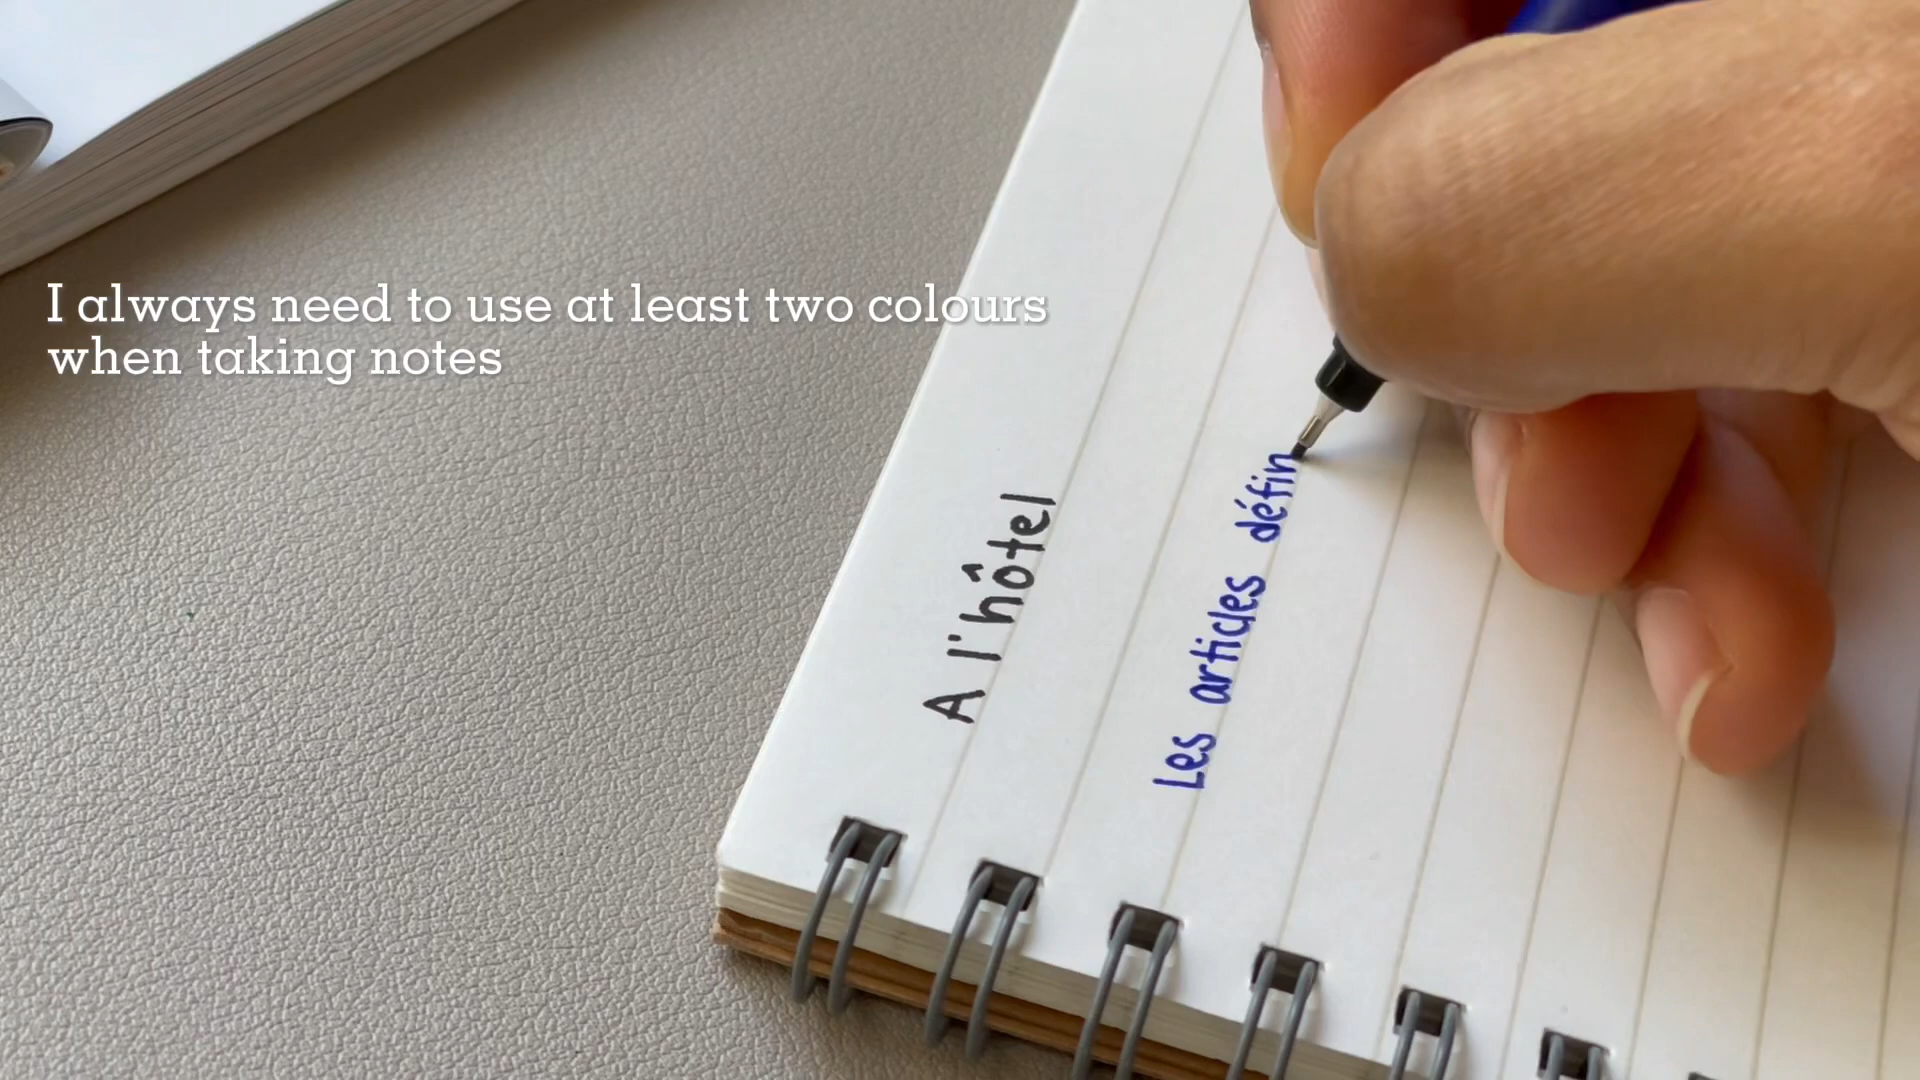 I always need to use at least two colours
when taking notes
A l'hôtel
Les articles défin